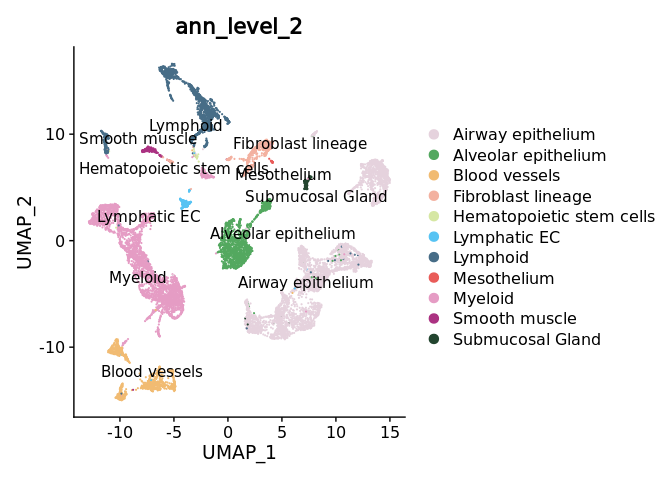 ann_level_2
UMAP_2
10
0
-10
-10
-5
0
5
10
15
UMAP_1
Lymphoid
Smooth muscle
Fibroblast lineage
Hematopoietic stem cells
Mesothelium
Submucosal Gland
Lymphatic EC
Alveolar epithelium
Myeloid
Airway epithelium
Blood vessels
Airway epithelium
Alveolar epithelium
Blood vessels
Fibroblast lineage
Hematopoietic stem cells
Lymphatic EC
Lymphoid
Mesothelium
Myeloid
Smooth muscle
Submucosal Gland